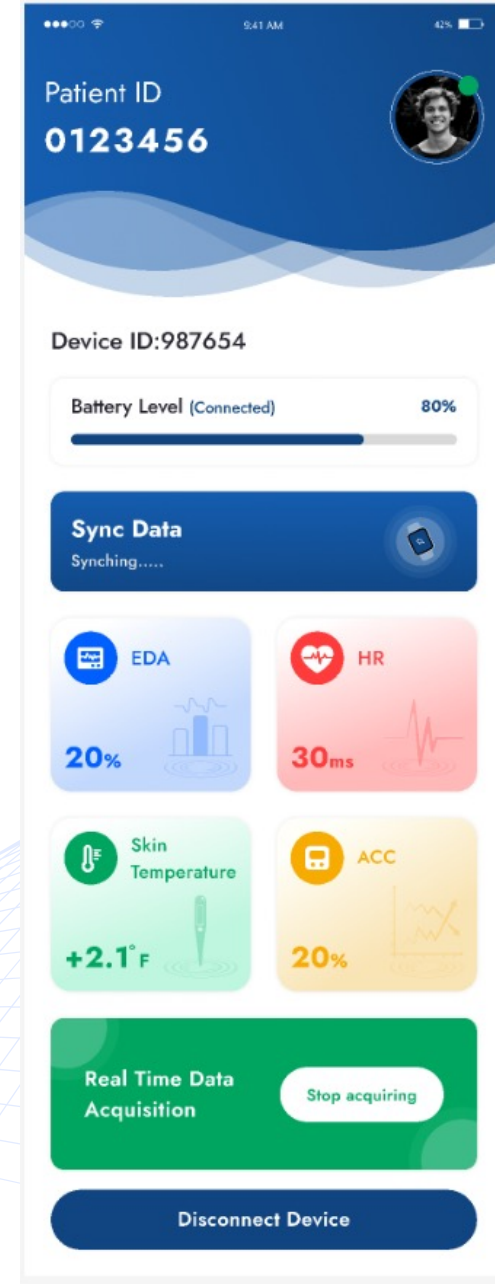 9:41 AM
42%
Patient ID
0123456
Device ID:987654
Battery Level (Connected)
80%
Sync Data
Synching.....
EDA
20%
HR
30ms
Skin
Temperature
+2.1°F
ACC
20%
Real Time Data
Acquisition
Stop acquiring
Disconnect Device